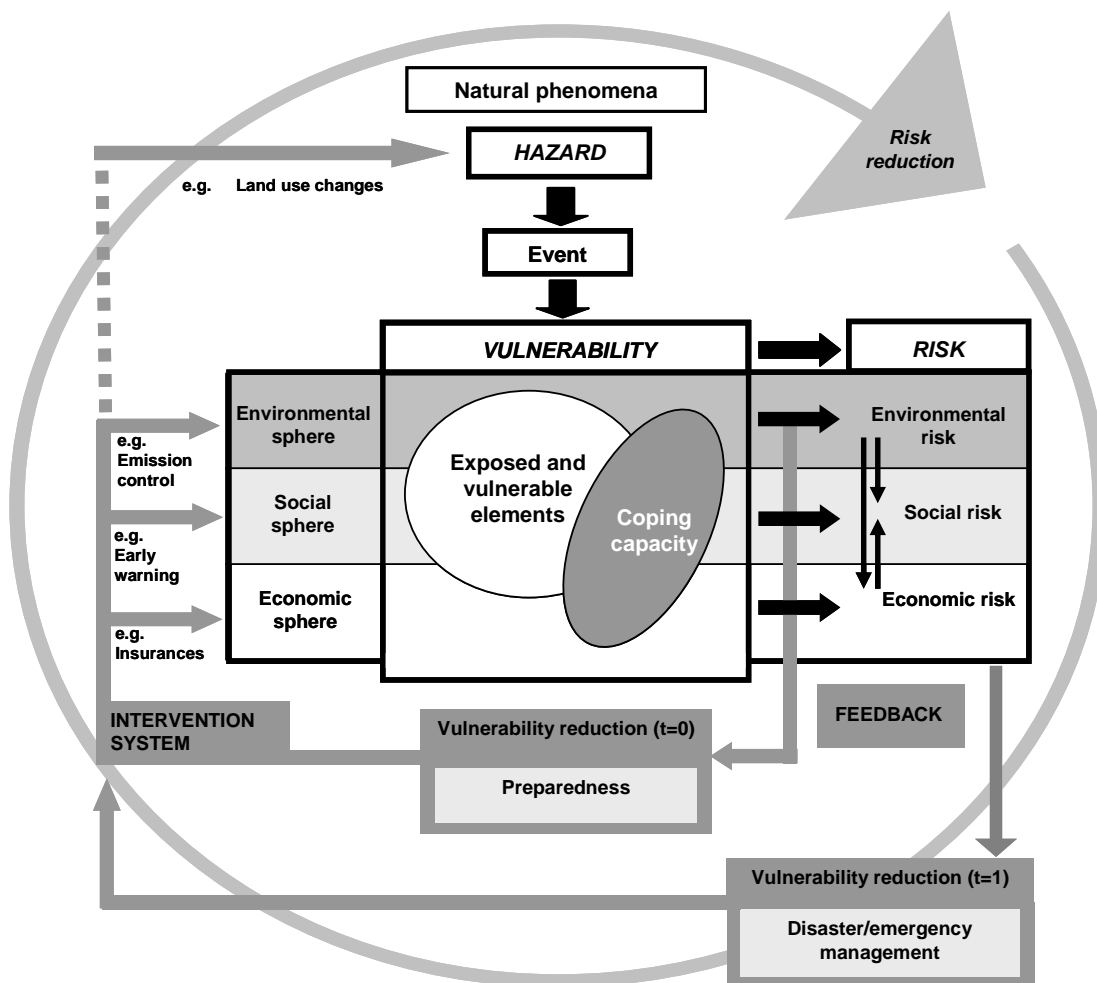 Natural phenomena
HAZARD
Risk
reduction
e.g. Land use changes
Event
VULNERABILITY
RISK
Environmental
sphere
Environmental
risk
e.g.
Emission
control
Exposed and
vulnerable
elements
Social
sphere
Coping
capacity
Social risk
e.g.
Early
warning
Economic
sphere
Economic risk
e.g.
Insurances
INTERVENTION
SYSTEM
Vulnerability reduction (t=0)
Preparedness
FEEDBACK
Vulnerability reduction (t=1)
Disaster/emergency
management